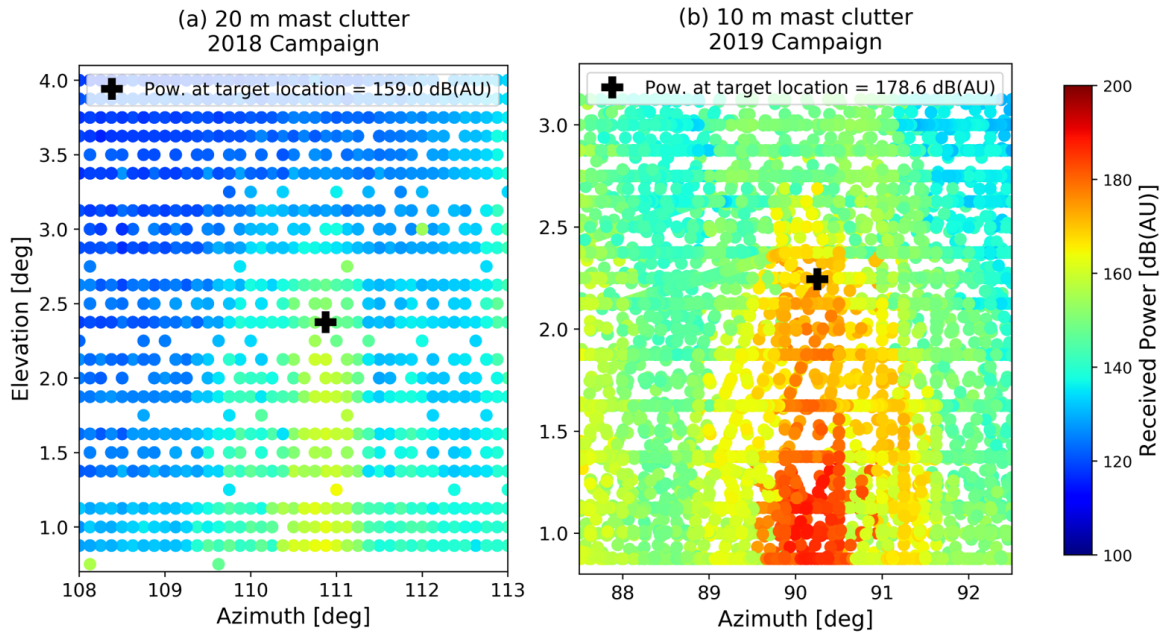 (a) 20 m mast clutter
2018 Campaign
(b) 10 m mast clutter
2019 Campaign
Pow. at target location = 159.0 dB(AU)
Pow. at target location = 178.6 dB(AU)
Elevation [deg]
4.0
3.5
3.0
2.5
2.0
1.5
1.0
108
109
110
111
112
113
Azimuth [deg]
3.0
2.5
2.0
1.5
1.0
88
89
90
91
92
Azimuth [deg]
200
180
160
140
120
100
Received Power [dB(AU)]